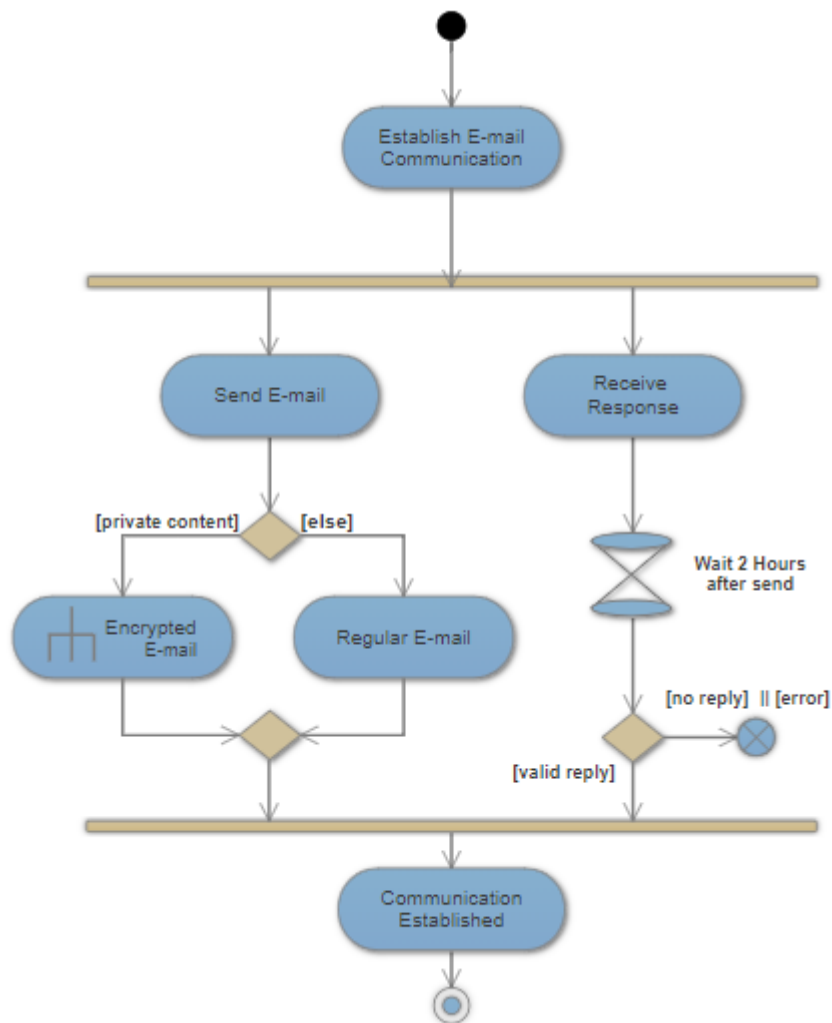 Establish E-mail
Communication
Send E-mail
Receive
Response
[private content]
[else]
Wait 2 Hours
after send
Encrypted
E-mail
Regular E-mail
[no reply] || [error]
[valid reply]
Communication
Established